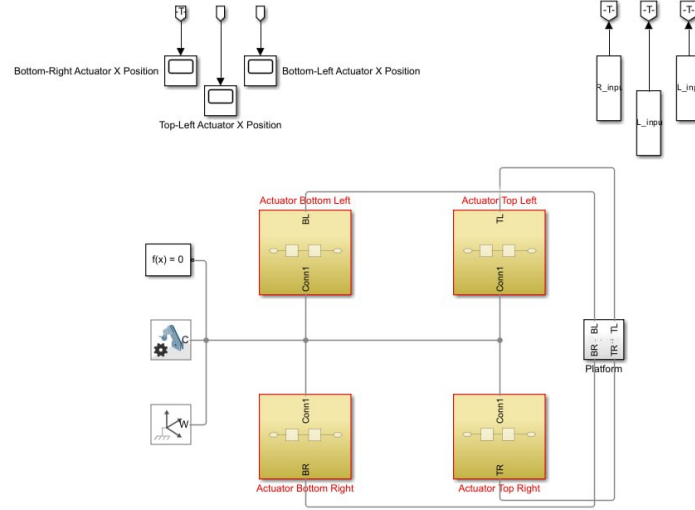 -T-
-T-
-T-
-T-
Bottom-Right Actuator X Position
Bottom-Left Actuator X Position
Top-Left Actuator X Position
R_inpu
L_inpu
L_inp
Actuator Bottom Left
Actuator Top Left
BL
TL
Conn1
Conn1
f(x) = 0
C
W
BL
TL
BR
TR
Platform
Conn1
Conn1
BR
TR
Actuator Bottom Right
Actuator Top Right